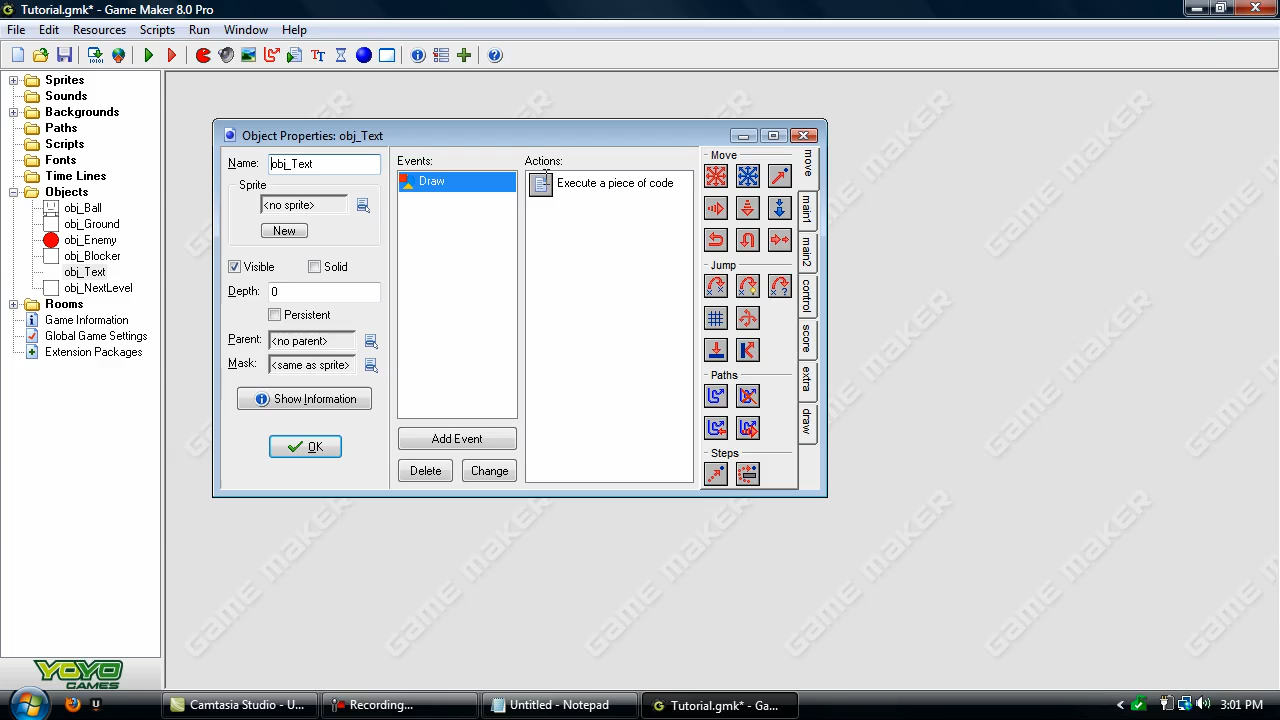 Tutorial.gmk* - Game Maker 8.0 Pro
File Edit Resources Scripts Run Window Help
Sprites
Sounds
Backgrounds
Paths
Scripts
Fonts
Time Lines
Objects
obj_Ball
obj_Ground
obj_Enemy
obj_Blocker
obj_Text
obj_NextLevel
Rooms
Game Information
Global Game Settings
Extension Packages
YOYO
GAMES
Object Properties: obj_Text
Name: obj_Text
Sprite
<no sprite>
New
Visible Solid
Depth: 0
Persistent
Parent: <no parent>
Mask: <same as sprite>
Show Information
OK
Events:
Draw
Add Event
Delete Change
Actions:
Execute a piece of code
Move
Jump
Paths
Steps
move
main1
main2
control
score
extra
draw
GAME MAKER
Camtasia Studio - U...
Recording...
Untitled - Notepad
Tutorial.gmk* - Ga...
3:01 PM